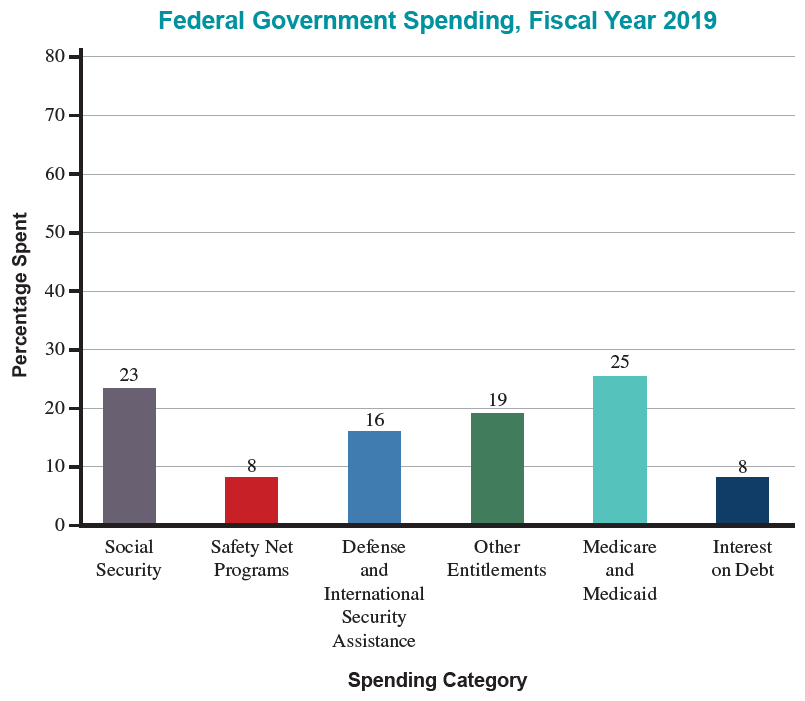 Federal Government Spending, Fiscal Year 2019
Percentage Spent
80
70
60
50
40
30
20
10
0
23
8
16
19
25
8
Social
Security
Safety Net
Programs
Defense
and
International
Security
Assistance
Other
Entitlements
Medicare
and
Medicaid
Interest
on Debt
Spending Category